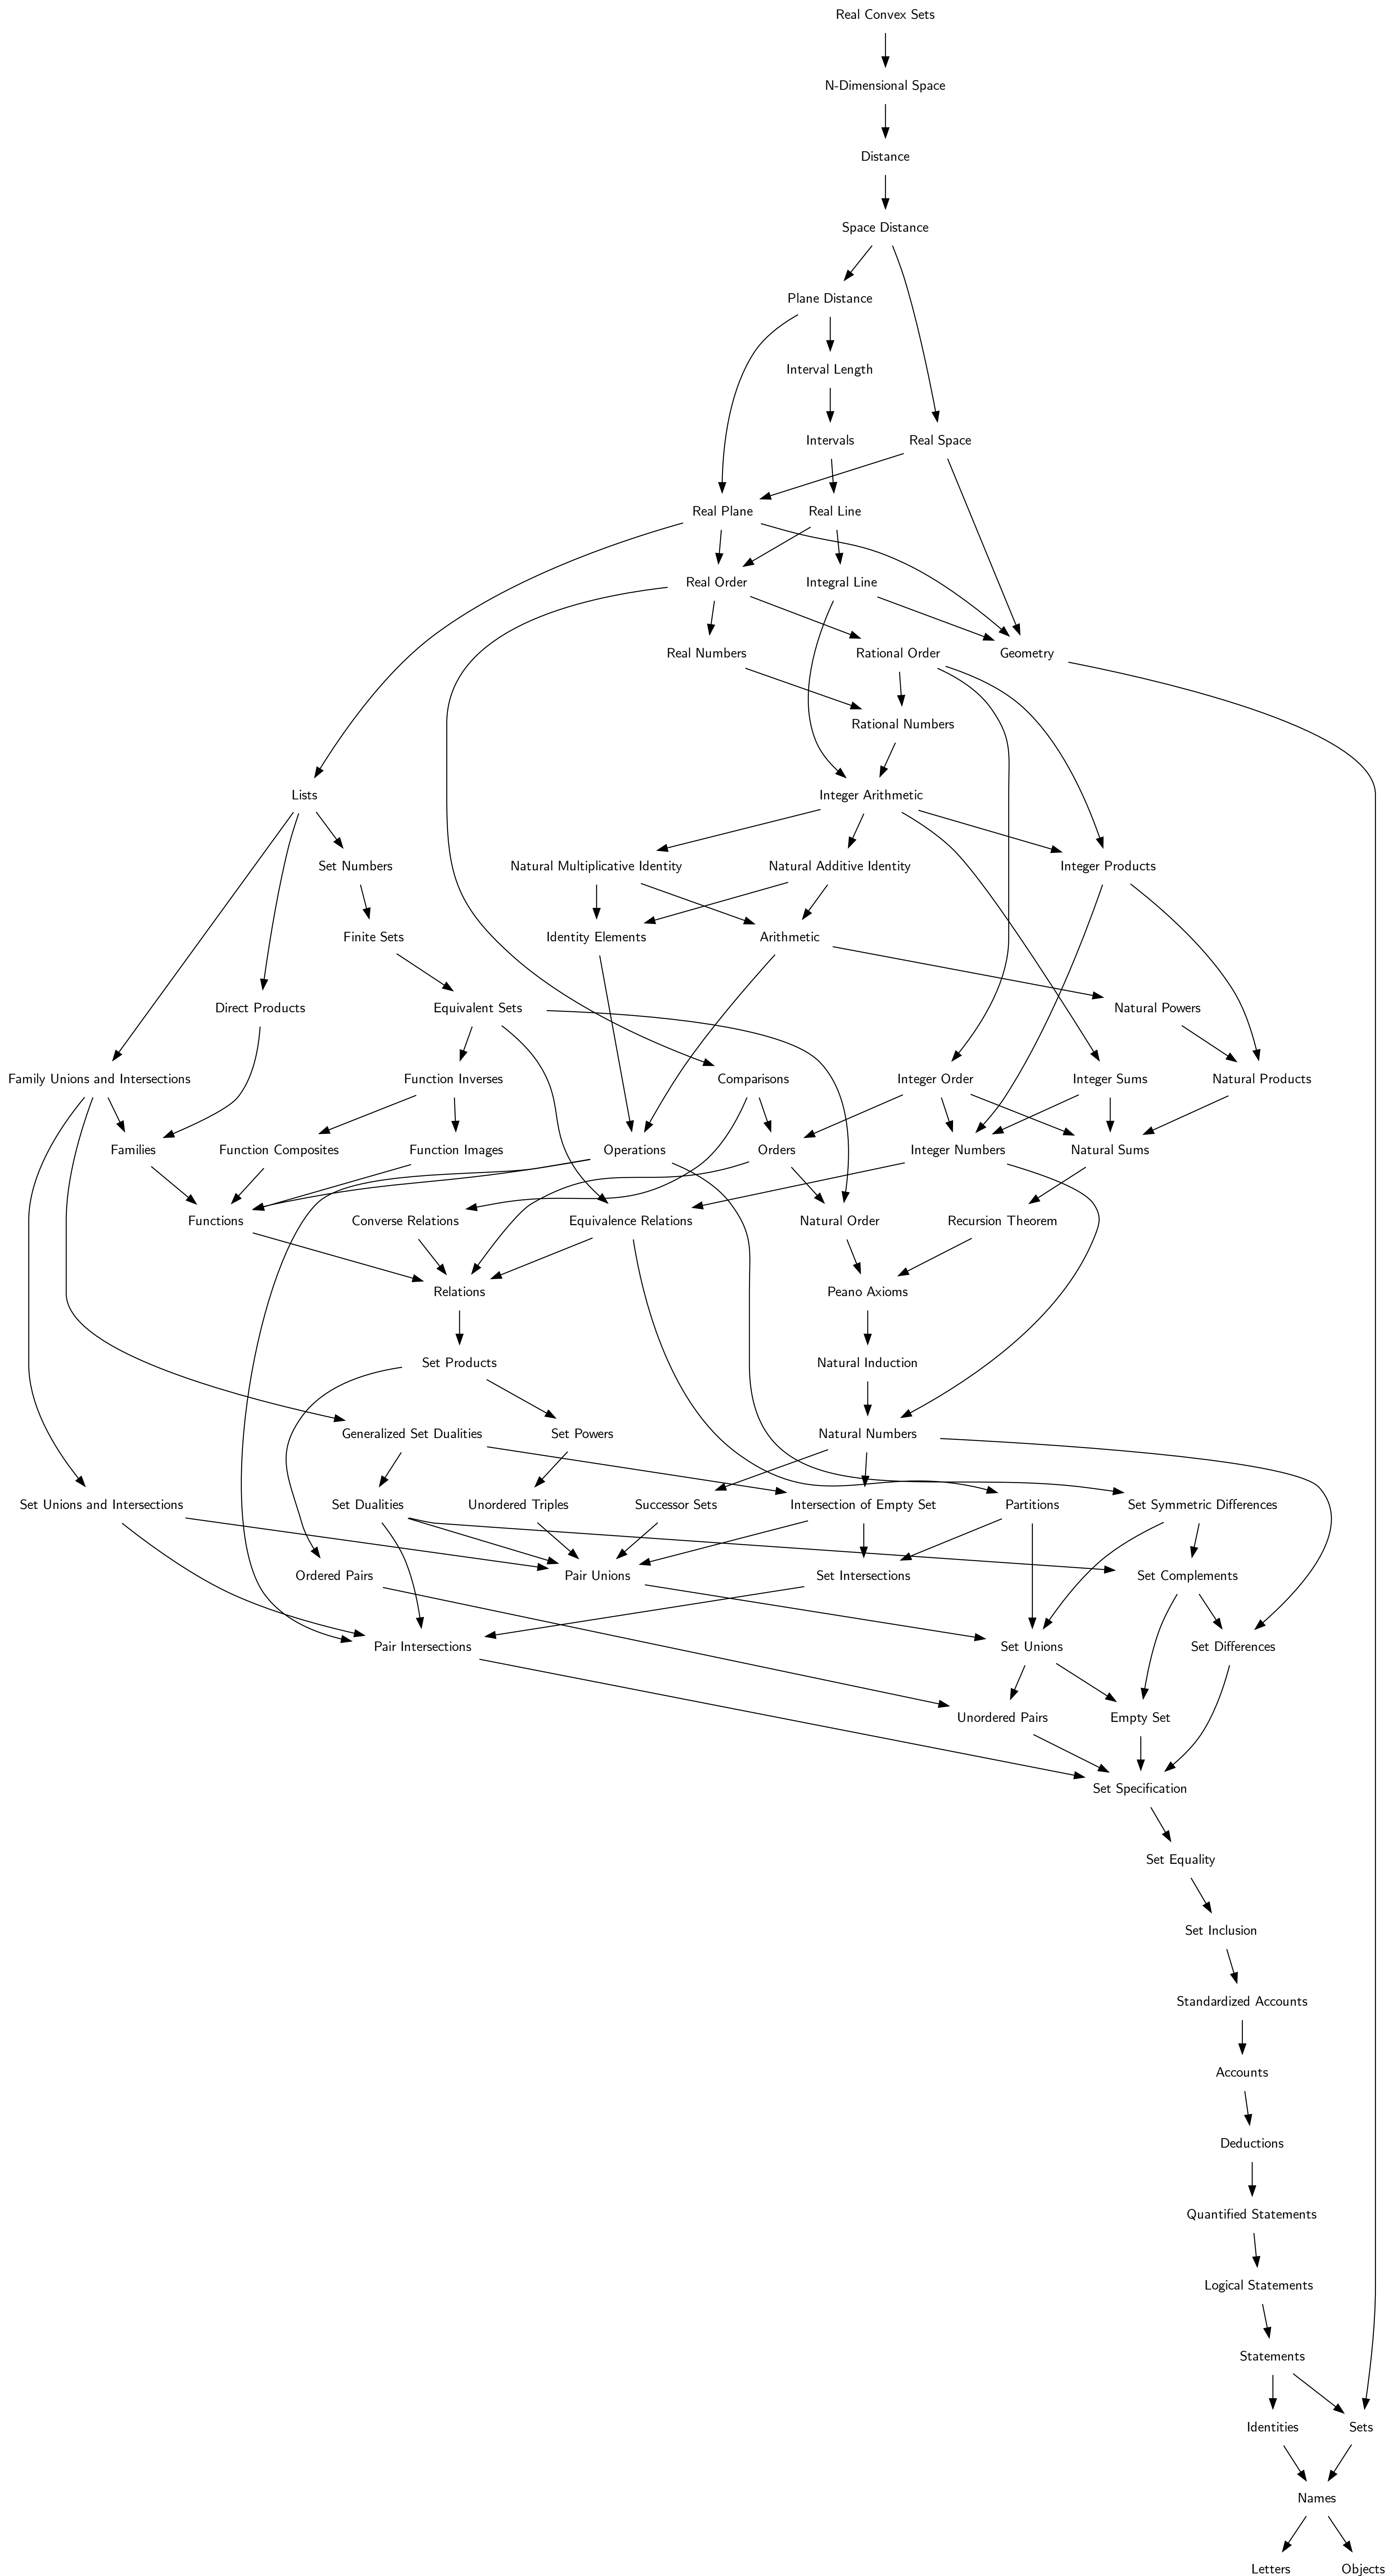 Real Convex Sets
N-Dimensional Space
Distance
Space Distance
Plane Distance
Interval Length
Intervals
Real Space
Real Plane
Real Line
Real Order
Integral Line
Real Numbers
Rational Order
Geometry
Rational Numbers
Lists
Integer Arithmetic
Set Numbers
Natural Multiplicative Identity
Natural Additive Identity
Integer Products
Finite Sets
Identity Elements
Arithmetic
Direct Products
Equivalent Sets
Natural Powers
Family Unions and Intersections
Function Inverses
Comparisons
Integer Order
Integer Sums
Natural Products
Families
Function Composites
Function Images
Operations
Orders
Integer Numbers
Natural Sums
Functions
Converse Relations
Equivalence Relations
Natural Order
Recursion Theorem
Relations
Peano Axioms
Set Products
Natural Induction
Generalized Set Dualities
Set Powers
Natural Numbers
Set Unions and Intersections
Set Dualities
Unordered Triples
Successor Sets
Intersection of Empty Set
Partitions
Set Symmetric Differences
Ordered Pairs
Pair Unions
Set Intersections
Set Complements
Pair Intersections
Set Unions
Set Differences
Unordered Pairs
Empty Set
Set Specification
Set Equality
Set Inclusion
Standardized Accounts
Accounts
Deductions
Quantified Statements
Logical Statements
Statements
Identities
Sets
Names
Letters
Objects